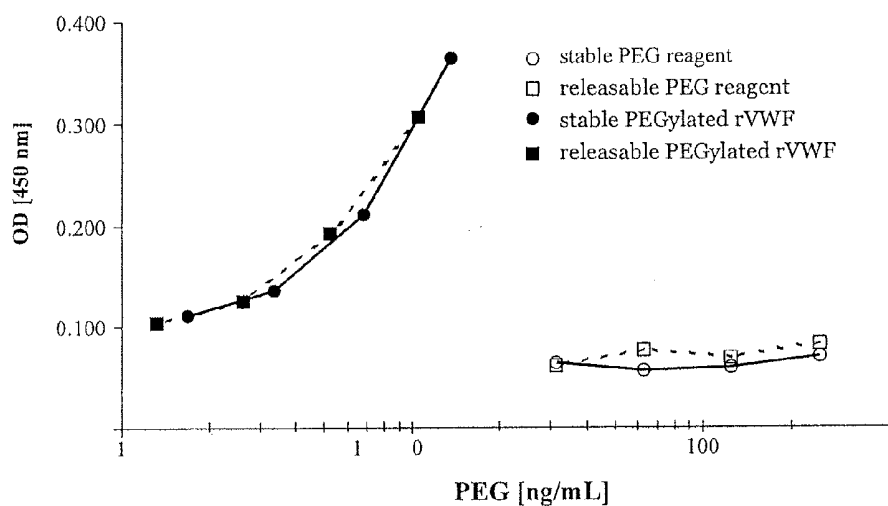 0.400
0.300
0.200
0.100
OD [450 nm]
○ stable PEG reagent
□ releasable PEG reagent
● stable PEGylated rVWF
■ releasable PEGylated rVWF
1 1 0 100
PEG [ng/mL]